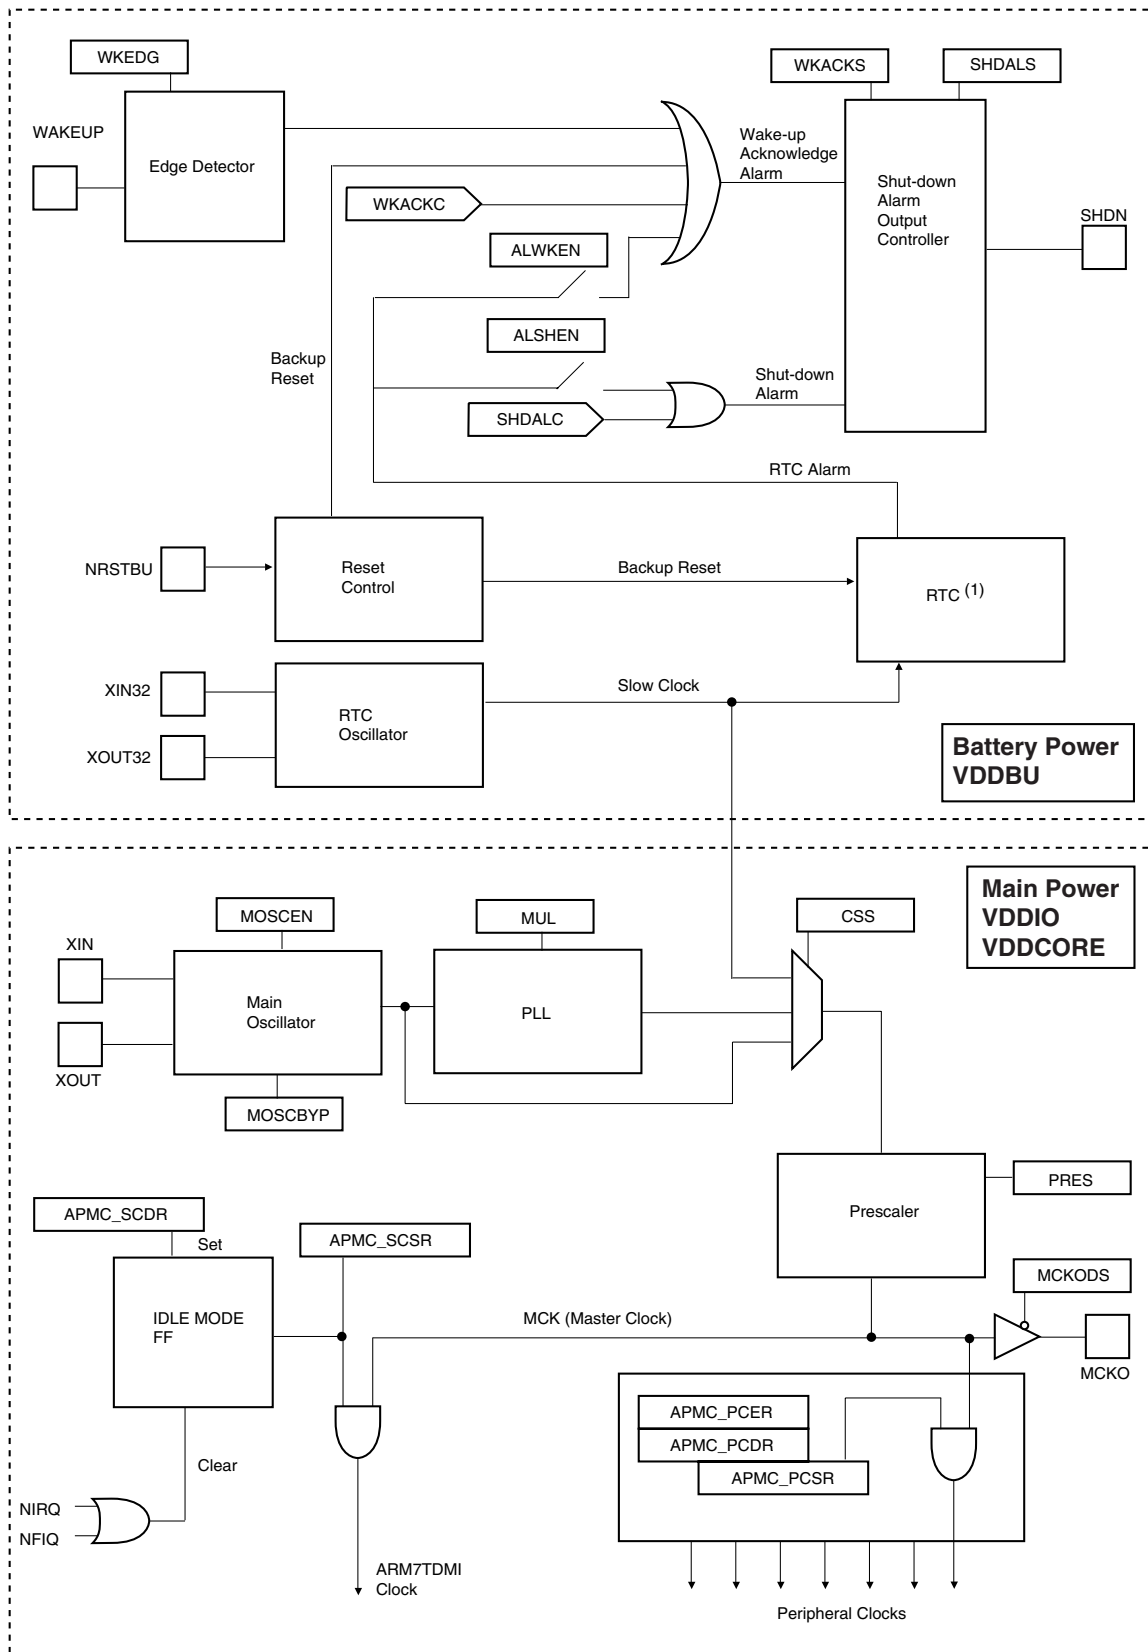 WKEDG
WKACKS
SHDALS
WAKEUP
Edge Detector
Wake-up
Acknowledge
Alarm
Shut-down
Alarm
Output
Controller
WKACKC
SHDN
ALWKEN
ALSHEN
Backup
Reset
Shut-down
Alarm
SHDALC
RTC Alarm
NRSTBU
Reset
Control
Backup Reset
RTC (1)
XIN32
XOUT32
RTC
Oscillator
Slow Clock
Battery Power
VDDBU
Main Power
VDDIO
VDDCORE
MOSCEN
MUL
CSS
XIN
XOUT
Main
Oscillator
PLL
MOSCBYP
Prescaler
PRES
APMC_SCDR
Set
APMC_SCSR
IDLE MODE
FF
MCK (Master Clock)
MCKODS
MCKO
APMC_PCER
APMC_PCDR
APMC_PCSR
Clear
NIRQ
NFIQ
ARM7TDMI
Clock
Peripheral Clocks